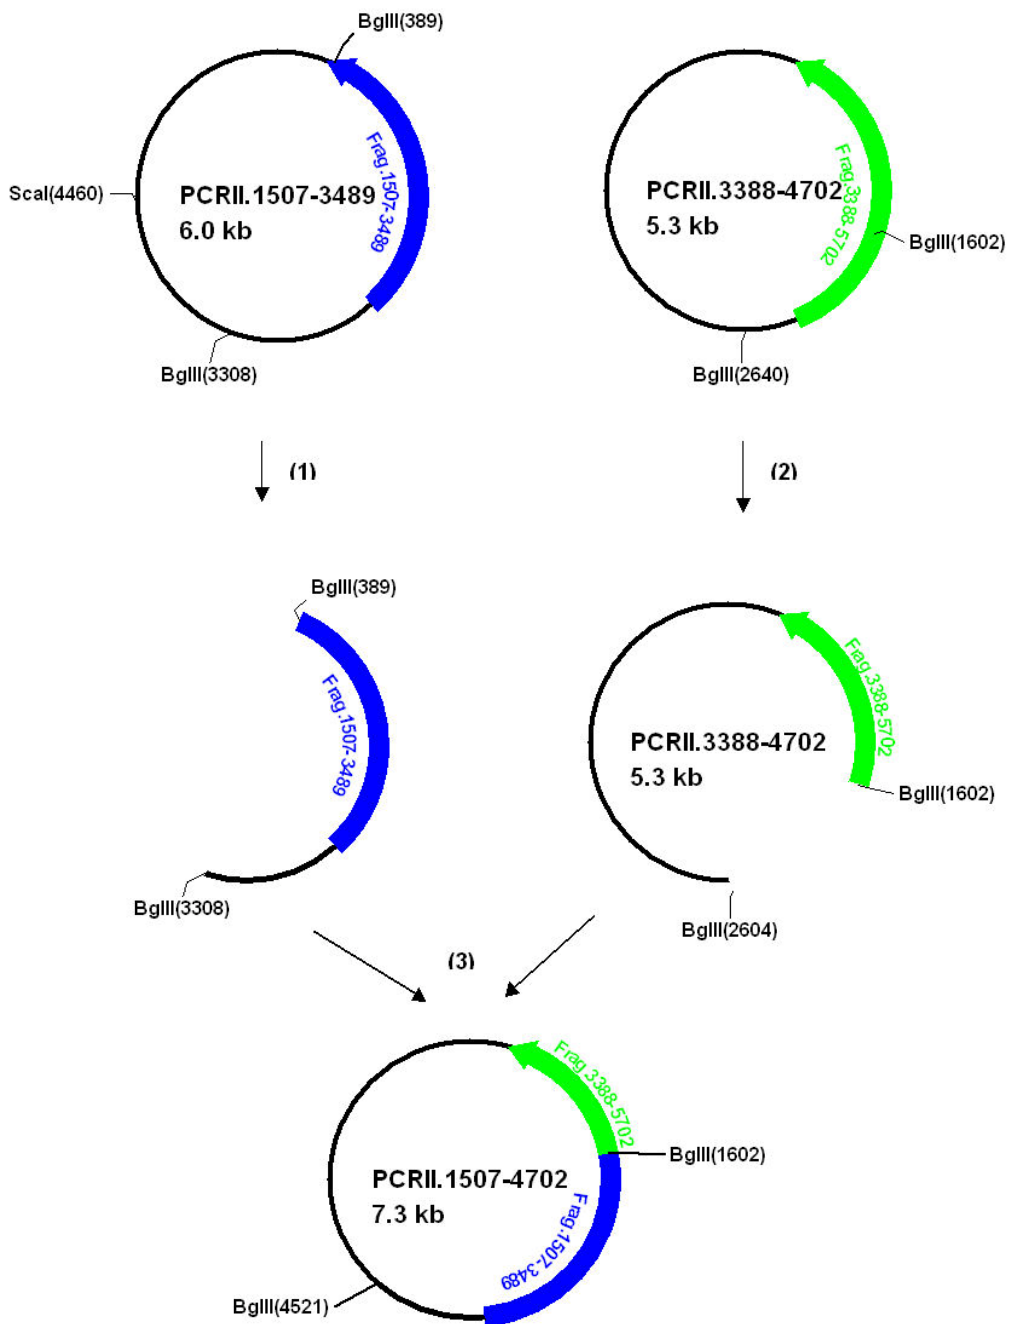 BglII(389)
ScaI(4460)
PCRII.1507-3489
6.0 kb
Frag.1507-3489
BglII(3308)
PCRII.3388-4702
5.3 kb
Frag.3388-5702
BglII(1602)
BglII(2640)
(1)
(2)
BglII(389)
Frag.1507-3489
BglII(3308)
PCRII.3388-4702
5.3 kb
Frag.3388-5702
BglII(1602)
BglII(2604)
(3)
Frag.3388-5702
BglII(1602)
PCRII.1507-4702
7.3 kb
Frag.1507-3489
BglII(4521)